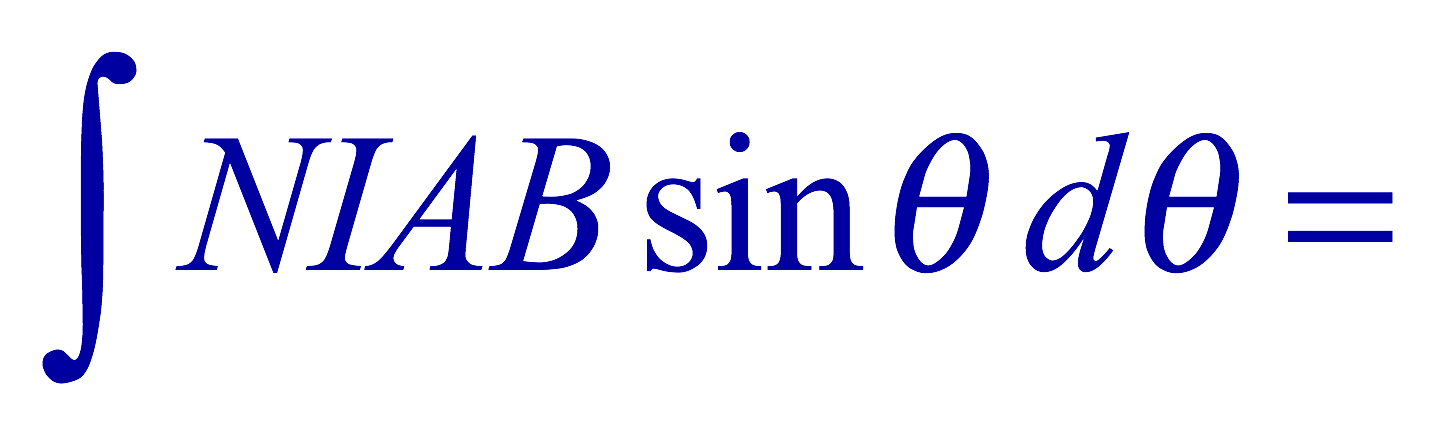 ∫ NIAB sin θ dθ =